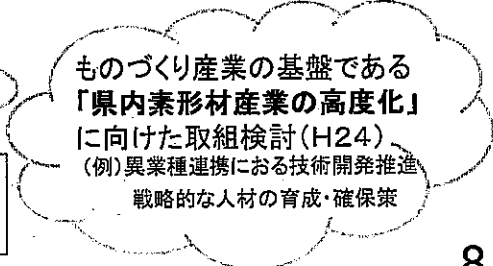 ものづくり産業の基盤である
「県内素形材産業の高度化」
に向けた取組検討(H24)
(例)異業種連携におる技術開発推進
戦略的な人材の育成・確保策
8